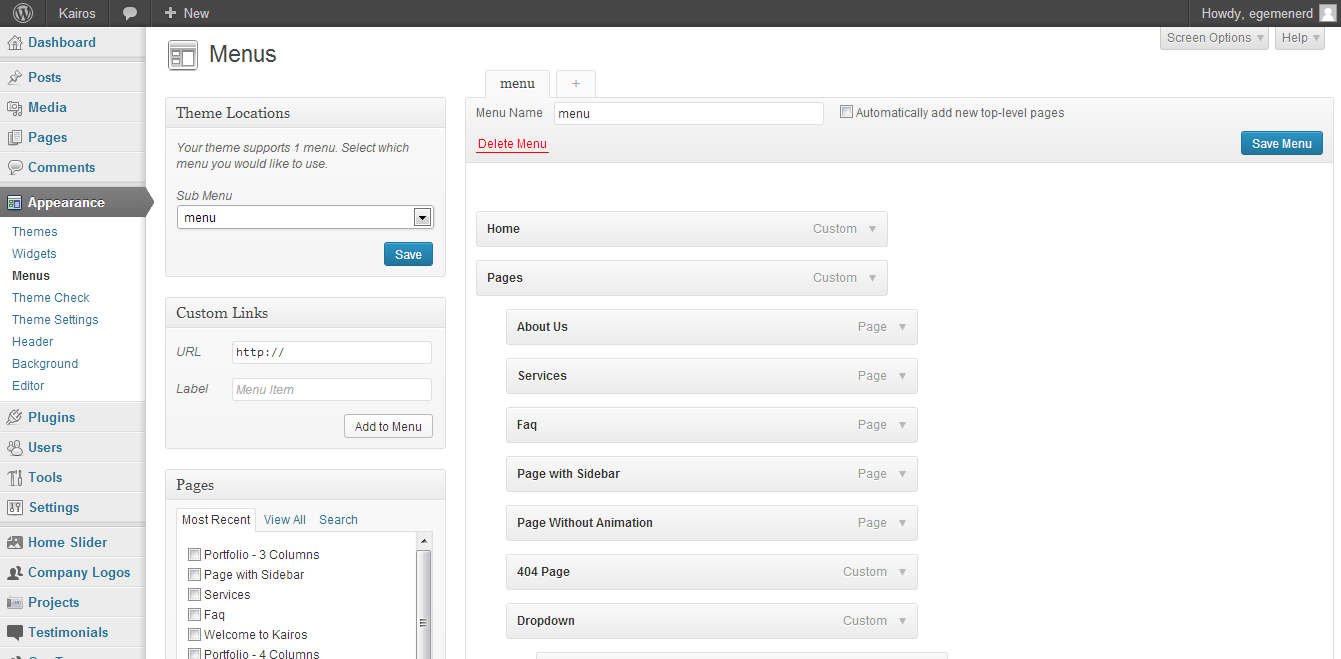 Kairos
New
Howdy, egemenerd
Screen Options
Help
Dashboard
Posts
Media
Pages
Comments
Appearance
Themes
Widgets
Menus
Theme Check
Theme Settings
Header
Background
Editor
Plugins
Users
Tools
Settings
Home Slider
Company Logos
Projects
Testimonials
Menus
Theme Locations
Your theme supports 1 menu. Select which
menu you would like to use.
Sub Menu
menu
Save
Custom Links
URL http://
Label Menu Item
Add to Menu
Pages
Most Recent View All Search
Portfolio - 3 Columns
Page with Sidebar
Services
Faq
Welcome to Kairos
Portfolio - 4 Columns
menu +
Menu Name menu Automatically add new top-level pages
Delete Menu Save Menu
Home Custom
Pages Custom
About Us Page
Services Page
Faq Page
Page with Sidebar Page
Page Without Animation Page
404 Page Custom
Dropdown Custom